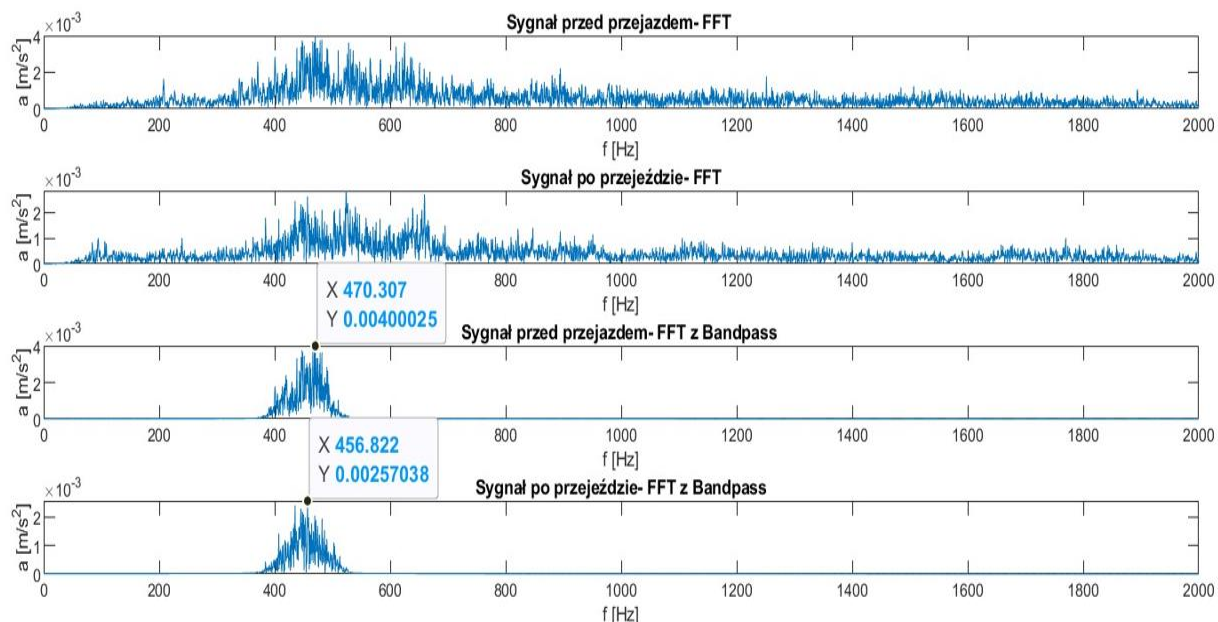 Sygnał przed przejazdem- FFT
×10-3
a [m/s2]
4
2
0
0 200 400 600 800 1000 1200 1400 1600 1800 2000
f [Hz]
Sygnał po przejeździe- FFT
×10-3
a [m/s2]
2
1
0
0 200 400 600 800 1000 1200 1400 1600 1800 2000
f [Hz]
X 470.307
Y 0.00400025
Sygnał przed przejazdem- FFT z Bandpass
×10-3
a [m/s2]
4
2
0
0 200 400 600 800 1000 1200 1400 1600 1800 2000
f [Hz]
X 456.822
Y 0.00257038
Sygnał po przejeździe- FFT z Bandpass
×10-3
a [m/s2]
2
1
0
0 200 400 600 800 1000 1200 1400 1600 1800 2000
f [Hz]